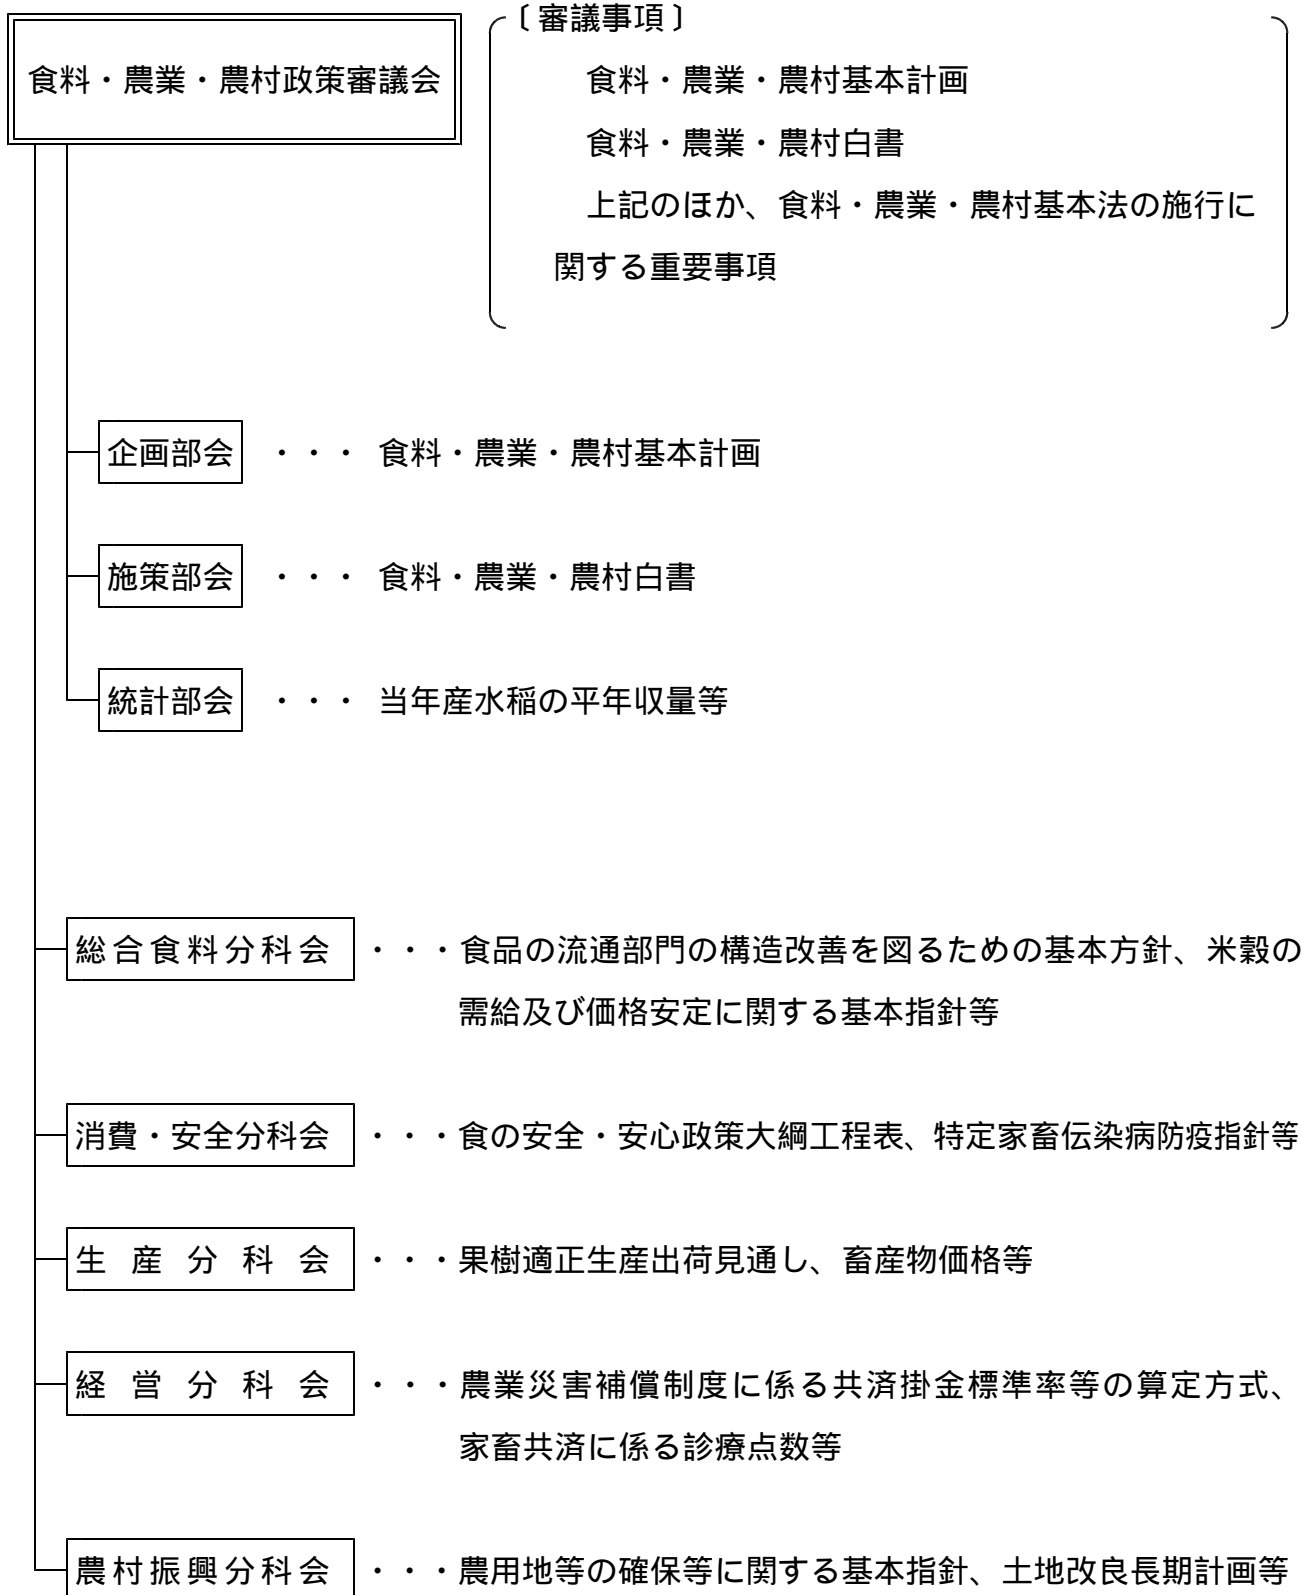 食料・農業・農村政策審議会
〔審議事項〕
食料・農業・農村基本計画
食料・農業・農村白書
上記のほか、食料・農業・農村基本法の施行に
関する重要事項
企画部会 ・・・ 食料・農業・農村基本計画
施策部会 ・・・ 食料・農業・農村白書
統計部会 ・・・ 当年産水稲の平年収量等
総合食料分科会 ・・・食品の流通部門の構造改善を図るための基本方針、米穀の
需給及び価格安定に関する基本指針等
消費・安全分科会 ・・・食の安全・安心政策大綱工程表、特定家畜伝染病防疫指針等
生産分科会 ・・・果樹適正生産出荷見通し、畜産物価格等
経営分科会 ・・・農業災害補償制度に係る共済掛金標準率等の算定方式、
家畜共済に係る診療点数等
農村振興分科会 ・・・農用地等の確保等に関する基本指針、土地改良長期計画等